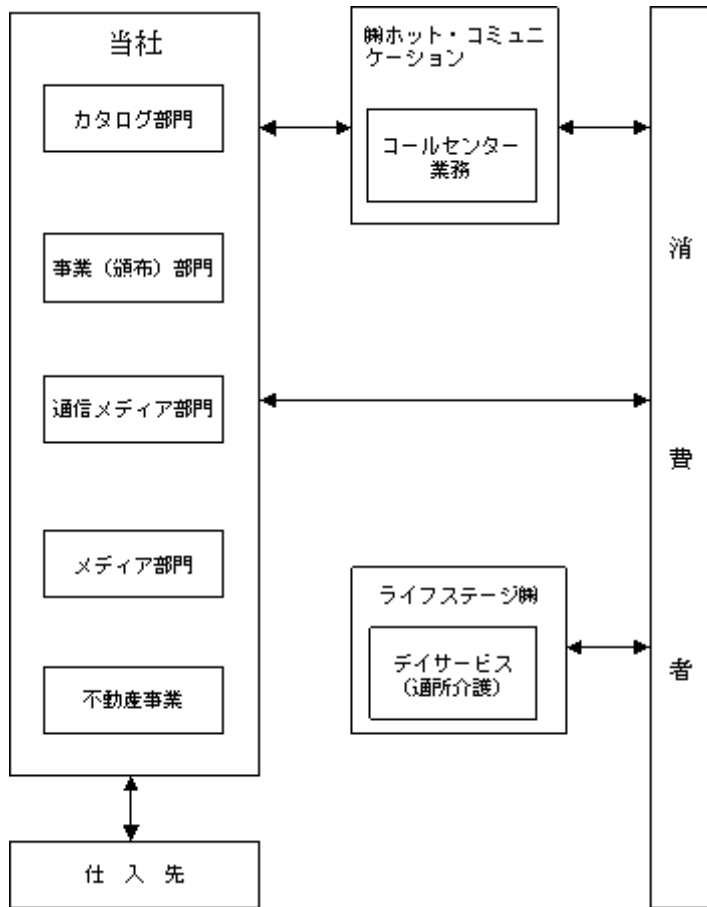 当社
カタログ部門
事業（頒布）部門
通信メディア部門
メディア部門
不動産事業
仕入先
㈱ホット・コミュニ
ケーション
コールセンター
業務
ライフステージ㈱
デイサービス
（通所介護）
消費者